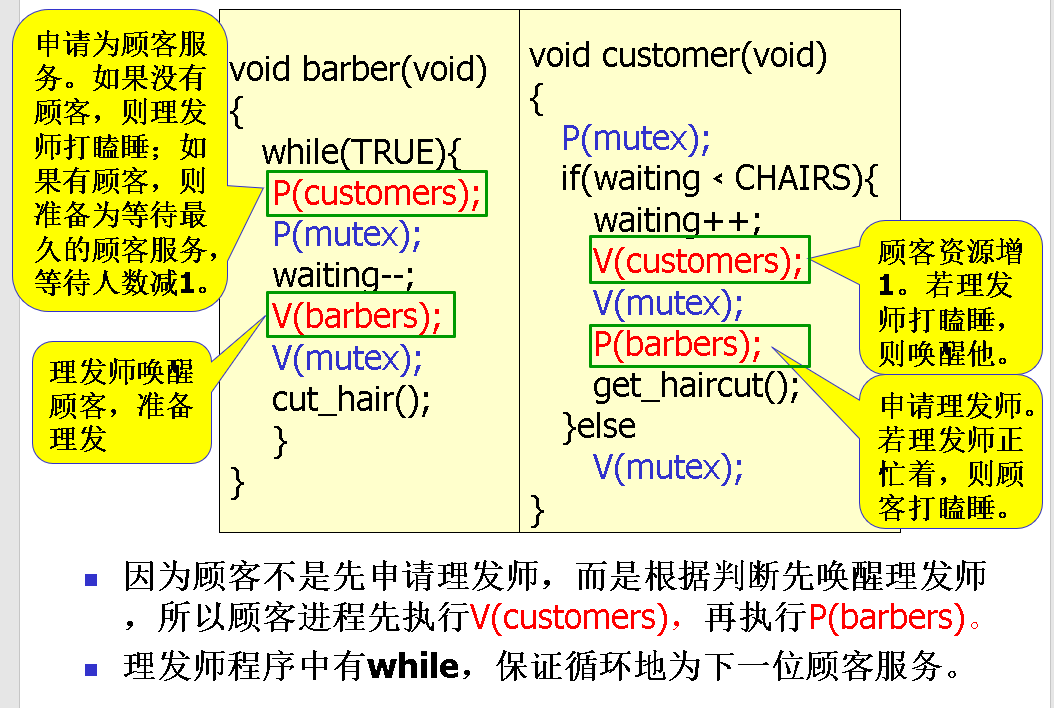 申请为顾客服
务。如果没有
顾客，则理发
师打瞌睡；如
果有顾客，则
准备为等待最
久的顾客服务，
等待人数减1。
理发师唤醒
顾客，准备
理发
void barber(void)
{
while(TRUE){
P(customers);
P(mutex);
waiting--;
V(barbers);
V(mutex);
cut_hair();
}
}
void customer(void)
{
P(mutex);
if(waiting < CHAIRS){
waiting++;
V(customers);
V(mutex);
P(barbers);
get_haircut();
}else
V(mutex);
}
顾客资源增
1。若理发
师打瞌睡，
则唤醒他。
申请理发师。
若理发师正
忙着，则顾
客打瞌睡。
因为顾客不是先申请理发师，而是根据判断先唤醒理发师
，所以顾客进程先执行V(customers)，再执行P(barbers)。
理发师程序中有while，保证循环地为下一位顾客服务。